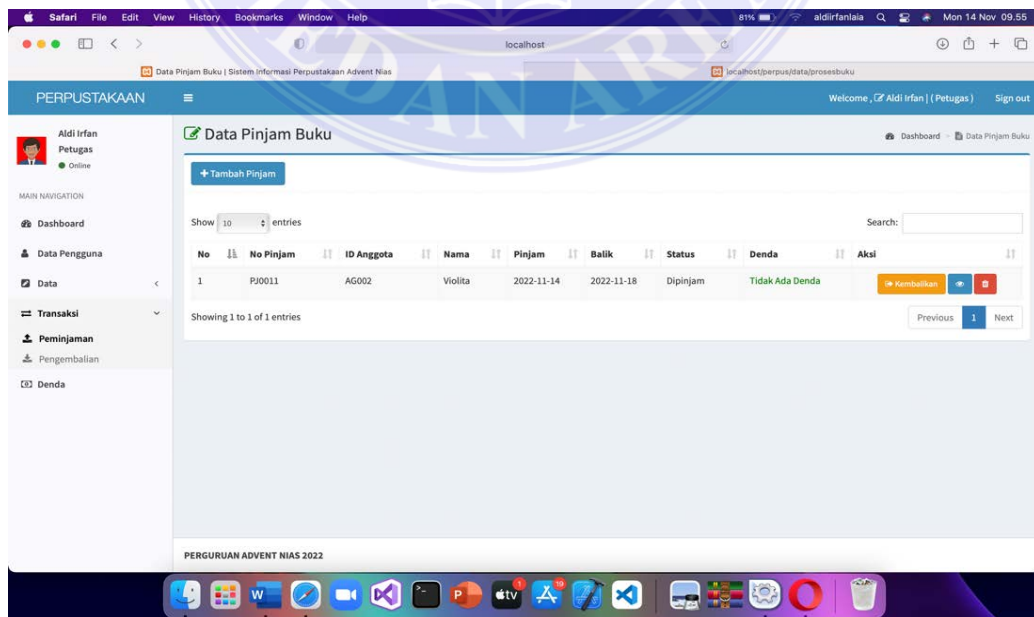 Safari File Edit View History Bookmarks Window Help 81% aldiirfanlaia Mon 14 Nov 09.55
localhost
Data Pinjam Buku | Sistem Informasi Perpustakaan Advent Nias localhost/perpus/data/prosesbuku
PERPUSTAKAAN Welcome , Aldi Irfan | ( Petugas ) Sign out
Aldi Irfan
Petugas
Online
Data Pinjam Buku
Dashboard Data Pinjam Buku
+ Tambah Pinjam
MAIN NAVIGATION
Dashboard
Data Pengguna
Data
Transaksi
Peminjaman
Pengembalian
Denda
Show 10 entries Search:
No No Pinjam ID Anggota Nama Pinjam Balik Status Denda Aksi
1 PJ0011 AG002 Violita 2022-11-14 2022-11-18 Dipinjam Tidak Ada Denda Kembalikan
Showing 1 to 1 of 1 entries Previous 1 Next
PERGURUAN ADVENT NIAS 2022
W P tv 1 19
EDAN AREA